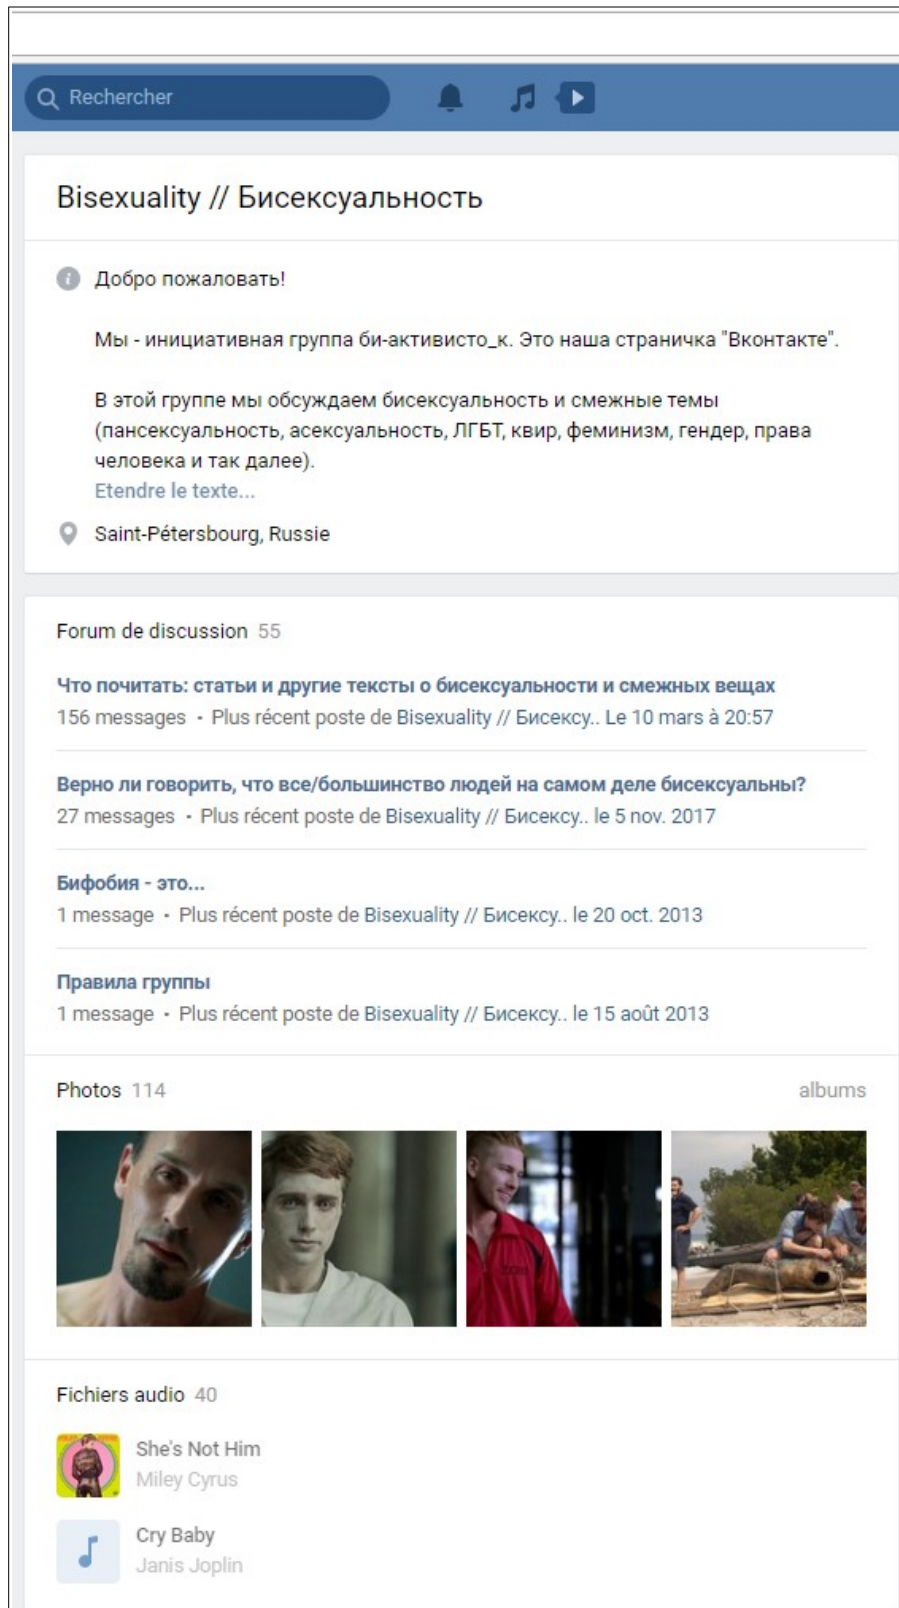 Rechercher
Bisexuality // Бисексуальность
Добро пожаловать!
Мы - инициативная группа би-активисто_к. Это наша страничка "Вконтакте".
В этой группе мы обсуждаем бисексуальность и смежные темы
(пансексуальность, асексуальность, ЛГБТ, квир, феминизм, гендер, права
человека и так далее).
Etendre le texte...
Saint-Pétersbourg, Russie
Forum de discussion 55
Что почитать: статьи и другие тексты о бисексуальности и смежных вещах
156 messages • Plus récent poste de Bisexuality // Бисексу.. Le 10 mars à 20:57
Верно ли говорить, что все/большинство людей на самом деле бисексуальны?
27 messages • Plus récent poste de Bisexuality // Бисексу.. le 5 nov. 2017
Бифобия - это...
1 message • Plus récent poste de Bisexuality // Бисексу.. le 20 oct. 2013
Правила группы
1 message • Plus récent poste de Bisexuality // Бисексу.. le 15 août 2013
Photos 114 albums
Fichiers audio 40
She's Not Him
Miley Cyrus
Cry Baby
Janis Joplin